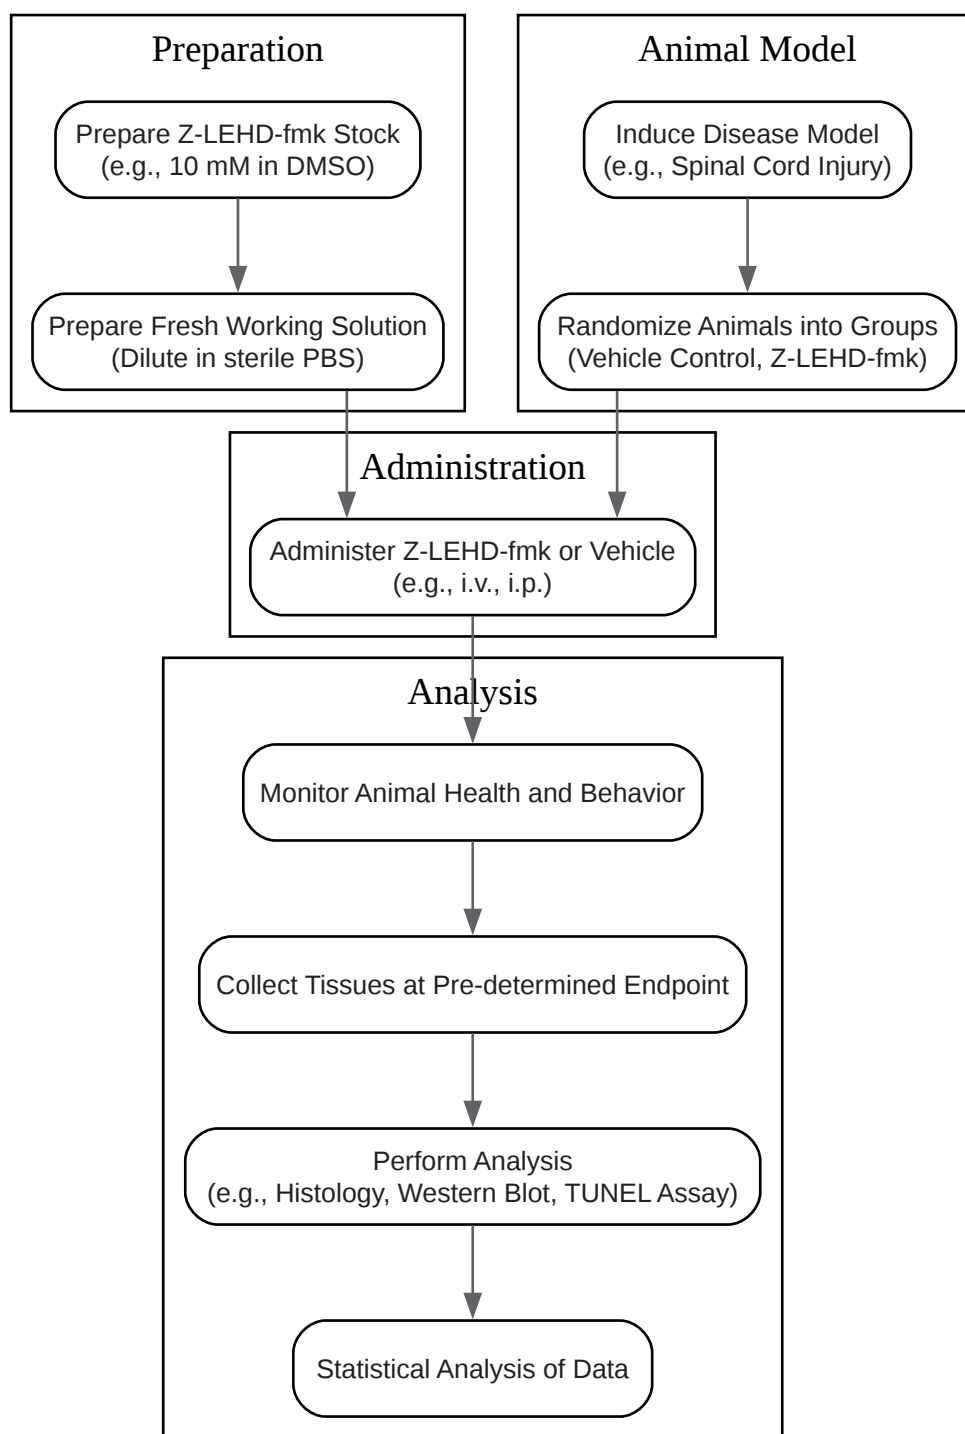 Preparation
Prepare Z-LEHD-fmk Stock
(e.g., 10 mM in DMSO)
Prepare Fresh Working Solution
(Dilute in sterile PBS)
Animal Model
Induce Disease Model
(e.g., Spinal Cord Injury)
Randomize Animals into Groups
(Vehicle Control, Z-LEHD-fmk)
Administration
Administer Z-LEHD-fmk or Vehicle
(e.g., i.v., i.p.)
Analysis
Monitor Animal Health and Behavior
Collect Tissues at Pre-determined Endpoint
Perform Analysis
(e.g., Histology, Western Blot, TUNEL Assay)
Statistical Analysis of Data